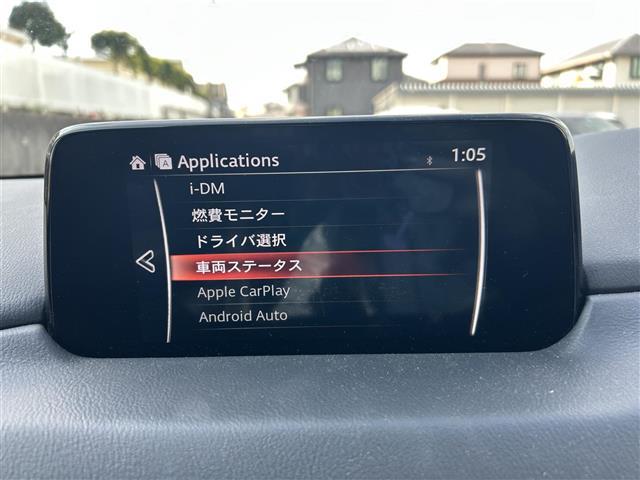 Applications
1:05
i-DM
燃費モニター
ドライバ選択
車両ステータス
Apple CarPlay
Android Auto